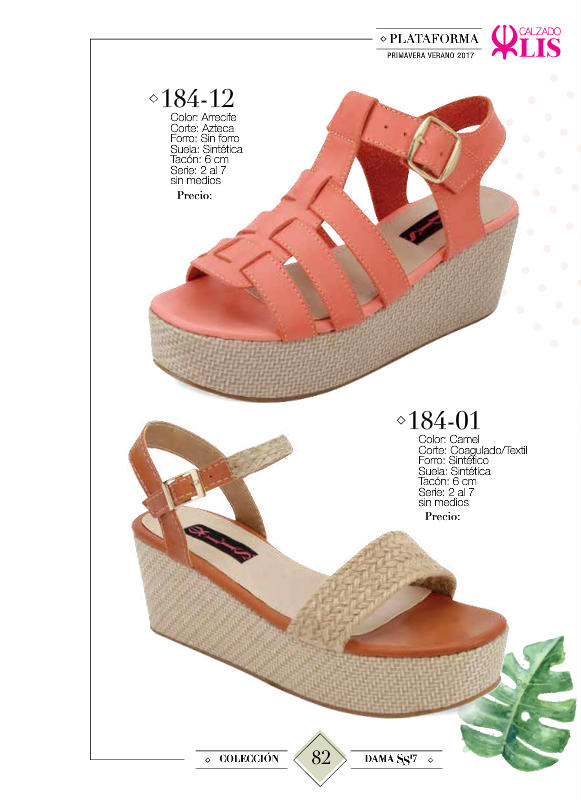 PLATAFORMA
PRIMAVERA VERANO 2017
CALZADO
LIS
184-12
Color: Arrecife
Corte: Azteca
Forro: Sin forro
Suela: Sintética
Tacón: 6 cm
Serie: 2 al 7
sin medios
Precio:
184-01
Color: Camel
Corte: Coagulado/Textil
Forro: Sintético
Suela: Sintética
Tacón: 6 cm
Serie: 2 al 7
sin medios
Precio:
COLECCIÓN
82
DAMA SS'7